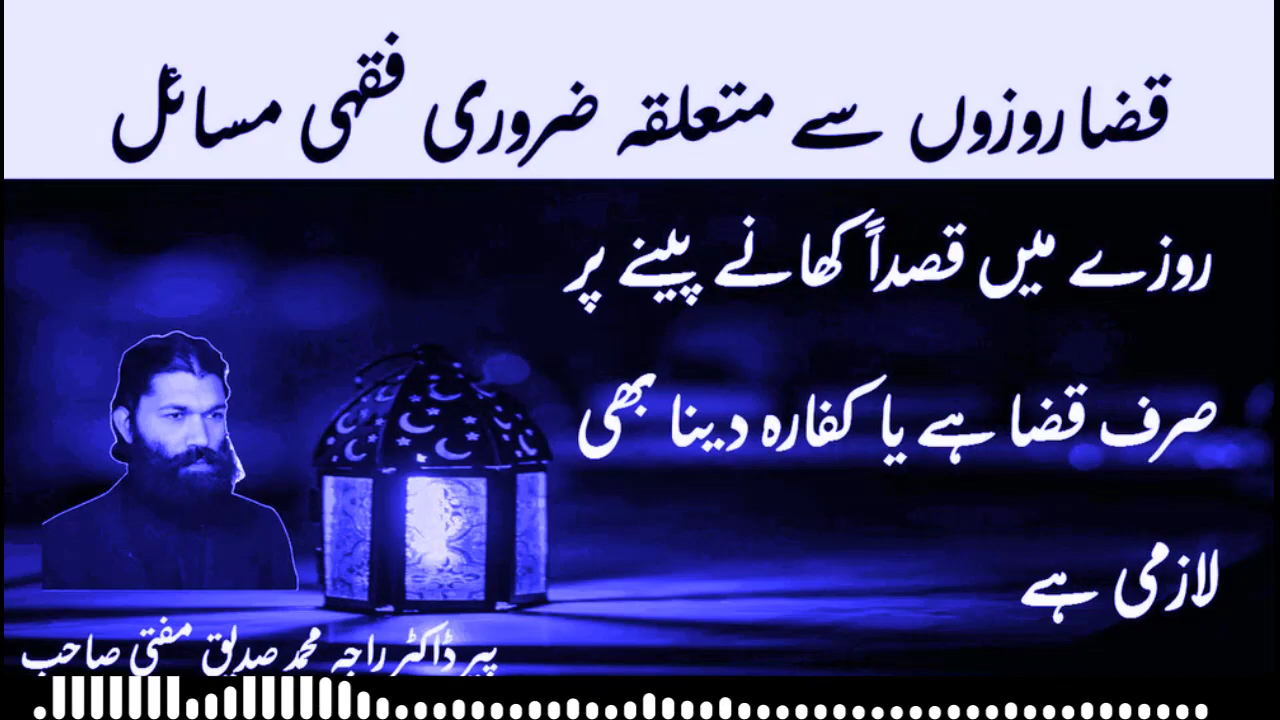 قضا روزوں سے متعلقہ ضروری فقہی مسائل
روزے میں قصداً کھانے پینے پر
صرف قضا ہے یا کفارہ دینا بھی
لازمی ہے
پیر ڈاکٹر راجہ محمد صدیق مفتی صاحب